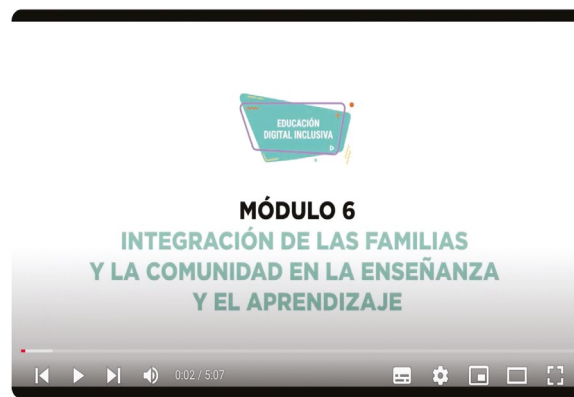 EDUCACIÓN
DIGITAL INCLUSIVA
MÓDULO 6
INTEGRACIÓN DE LAS FAMILIAS
Y LA COMUNIDAD EN LA ENSEÑANZA
Y EL APRENDIZAJE
0:02 / 5:07